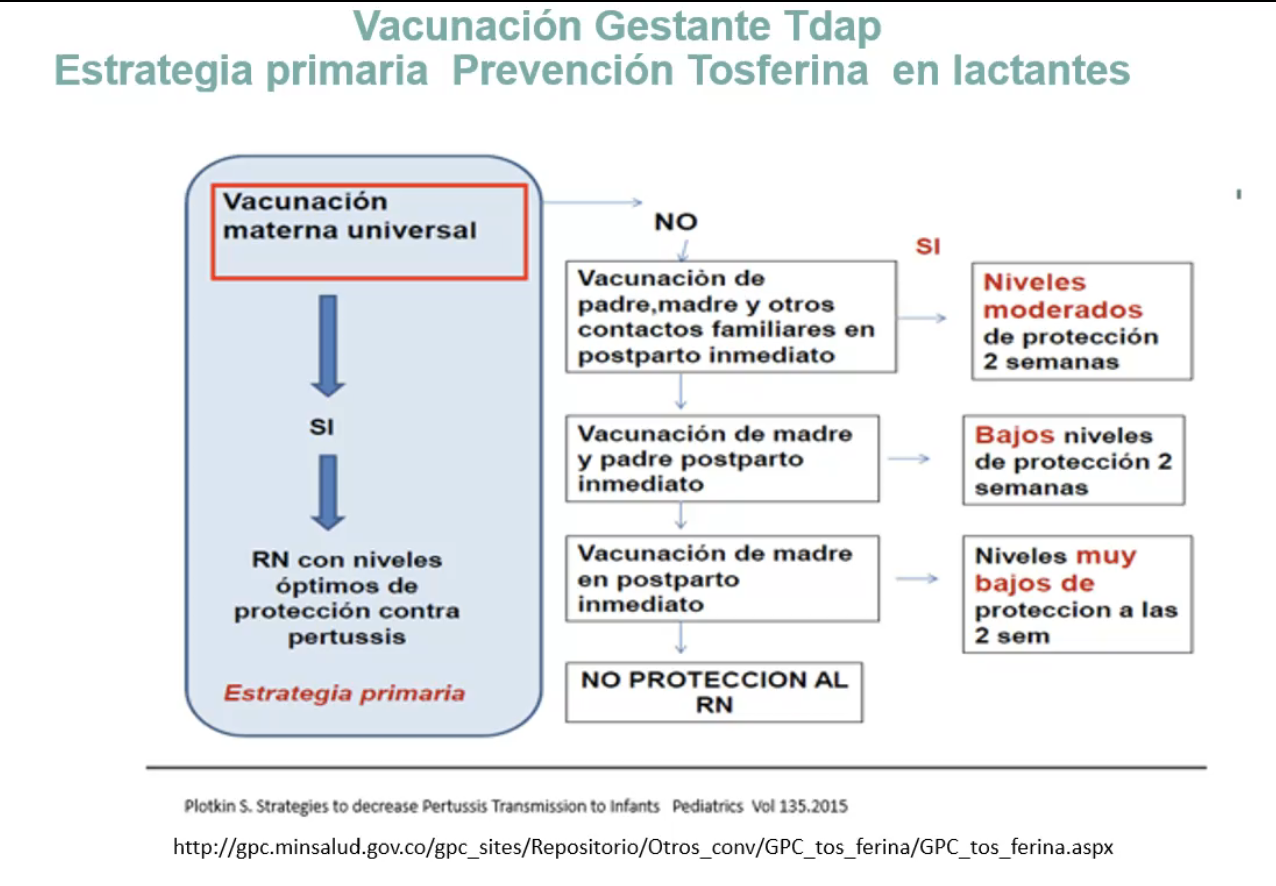 Vacunación Gestante Tdap
Estrategia primaria Prevención Tosferina en lactantes
Vacunación
materna universal
SI
RN con niveles
óptimos de
protección contra
pertussis
Estrategia primaria
NO
Vacunación de
padre,madre y otros
contactos familiares en
postparto inmediato
SI
Niveles
moderados
de protección
2 semanas
Vacunación de madre
y padre postparto
inmediato
Bajos niveles
de protección 2
semanas
Vacunación de madre
en postparto
inmediato
Niveles muy
bajos de
proteccion a las
2 sem
NO PROTECCION AL
RN
Plotkin S. Strategies to decrease Pertussis Transmission to Infants Pediatrics Vol 135.2015
http://gpc.minsalud.gov.co/gpc_sites/Repositorio/Otros_conv/GPC_tos_ferina/GPC_tos_ferina.aspx